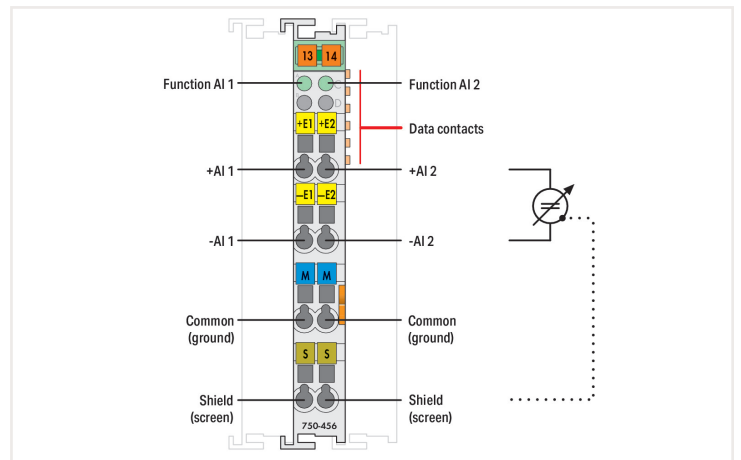 13 14
Function AI 1
Function AI 2
C
D
Data contacts
+E1 +E2
+AI 1
+AI 2
–E1 –E2
-AI 1
-AI 2
M M
Common
(ground)
Common
(ground)
S S
Shield
(screen)
Shield
(screen)
750-456